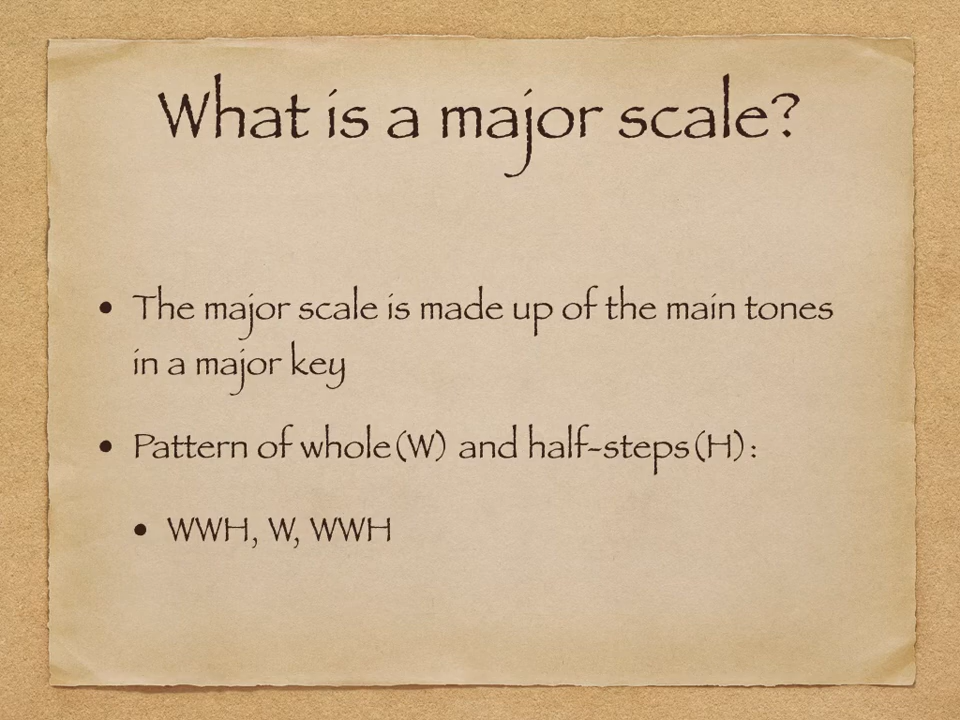 What is a major scale?
• The major scale is made up of the main tones
in a major key
• Pattern of whole(W) and half-steps(H):
• WWH, W, WWH